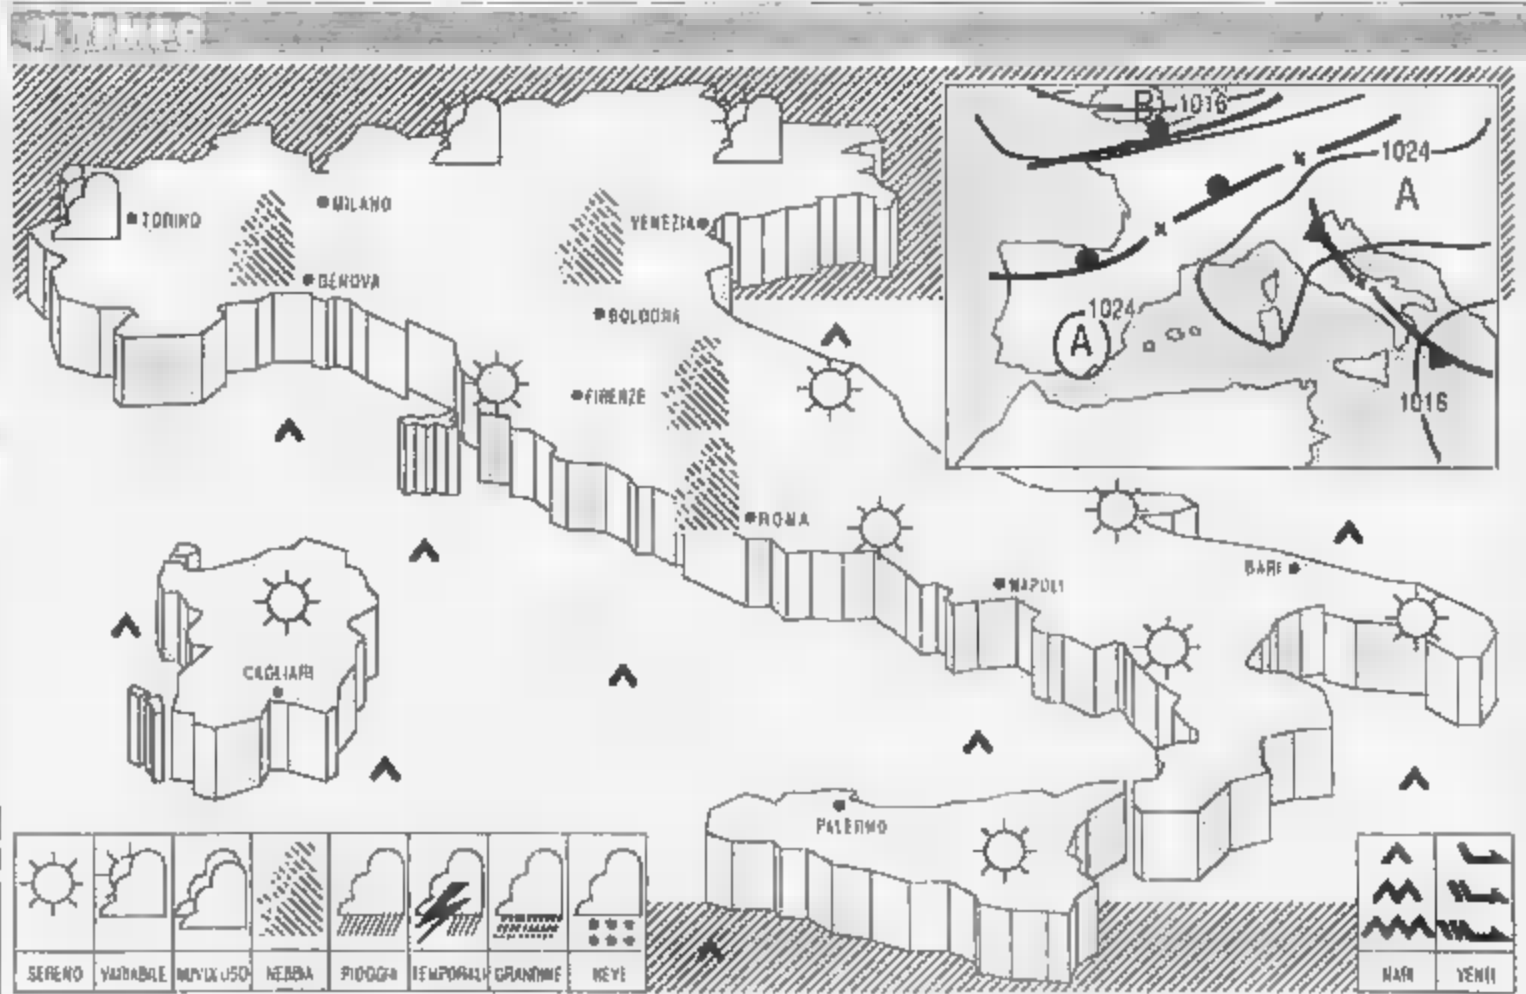 B 1016
1024
A
1024
A
1016
TORINO
MILANO
GENOVA
VENEZIA
BOLOGNA
FIRENZE
ROMA
NAPOLI
BARI
CAGLIARI
PALERMO
SERENO VARIABILE NUVOLOSO NEBBIA PIOGGIA TEMPORALI GRANDINE NEVE
MARI VENTI